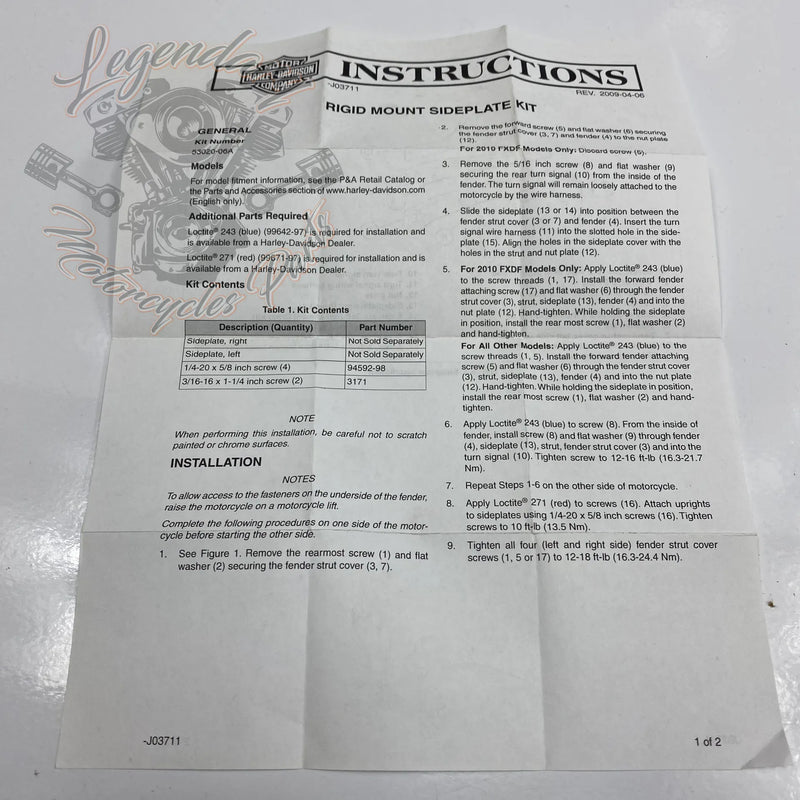 Legends
Motorcycles Parts
MOTOR
HARLEY-DAVIDSON
COMPANY
INSTRUCTIONS
-J03711
REV. 2009-04-06
RIGID MOUNT SIDEPLATE KIT
GENERAL
Kit Number
Models
For model fitment information, see the P&A Retail Catalog or
the Parts and Accessories section of www.harley-davidson.com
(English only).
Additional Parts Required
Loctite® 243 (blue) (99642-97) is required for installation and
is available from a Harley-Davidson Dealer.
Loctite® 271 (red) (99671-97) is required for installation and is
available from a Harley-Davidson Dealer.
Kit Contents
Table 1. Kit Contents
Description (Quantity) Part Number
Sideplate, right Not Sold Separately
Sideplate, left Not Sold Separately
1/4-20 x 5/8 inch screw (4) 94592-98
3/16-16 x 1-1/4 inch screw (2) 3171
NOTE
When performing this installation, be careful not to scratch
painted or chrome surfaces.
INSTALLATION
NOTES
To allow access to the fasteners on the underside of the fender,
raise the motorcycle on a motorcycle lift.
Complete the following procedures on one side of the motor-
cycle before starting the other side.
1. See Figure 1. Remove the rearmost screw (1) and flat
washer (2) securing the fender strut cover (3, 7).
2. Remove the forward screw (5) and flat washer (6) securing
the fender strut cover (3, 7) and fender (4) to the nut plate
(12).
For 2010 FXDF Models Only: Discard screw (5).
3. Remove the 5/16 inch screw (8) and flat washer (9)
securing the rear turn signal (10) from the inside of the
fender. The turn signal will remain loosely attached to the
motorcycle by the wire harness.
4. Slide the sideplate (13 or 14) into position between the
fender strut cover (3 or 7) and fender (4). Insert the turn
signal wire harness (11) into the slotted hole in the side-
plate (15). Align the holes in the sideplate cover with the
holes in the strut and nut plate (12).
5. For 2010 FXDF Models Only: Apply Loctite® 243 (blue)
to the screw threads (1, 17). Install the forward fender
attaching screw (17) and flat washer (6) through the fender
strut cover (3), strut, sideplate (13), fender (4) and into the
nut plate (12). Hand-tighten. While holding the sideplate
in position, install the rear most screw (1), flat washer (2)
and hand-tighten.
For All Other Models: Apply Loctite® 243 (blue) to the
screw threads (1, 5). Install the forward fender attaching
screw (5) and flat washer (6) through the fender strut cover
(3), strut, sideplate (13), fender (4) and into the nut plate
(12). Hand-tighten. While holding the sideplate in position,
install the rear most screw (1), flat washer (2) and hand-
tighten.
6. Apply Loctite® 243 (blue) to screw (8). From the inside of
fender, install screw (8) and flat washer (9) through fender
(4), sideplate (13), strut, fender strut cover (3) and into the
turn signal (10). Tighten screw to 12-16 ft-lb (16.3-21.7
Nm).
7. Repeat Steps 1-6 on the other side of motorcycle.
8. Apply Loctite® 271 (red) to screws (16). Attach uprights
to sideplates using 1/4-20 x 5/8 inch screws (16). Tighten
screws to 10 ft-lb (13.5 Nm).
9. Tighten all four (left and right side) fender strut cover
screws (1, 5 or 17) to 12-18 ft-lb (16.3-24.4 Nm).
-J03711
1 of 2